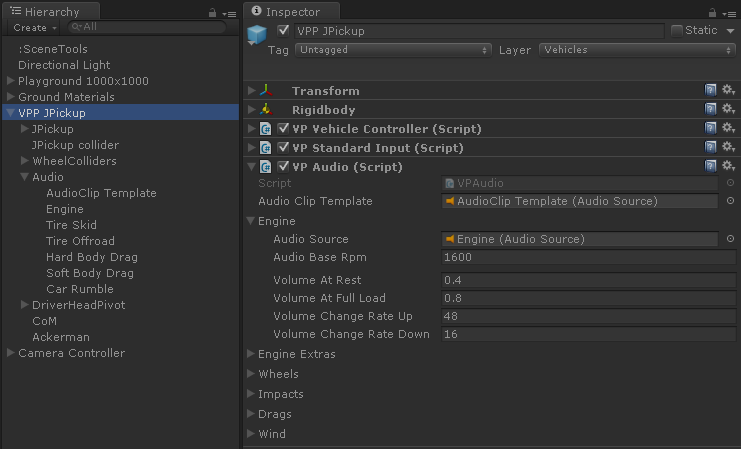 Hierarchy
Create
All
:SceneTools
Directional Light
Playground 1000x1000
Ground Materials
VPP JPickup
JPickup
JPickup collider
WheelColliders
Audio
AudioClip Template
Engine
Tire Skid
Tire Offroad
Hard Body Drag
Soft Body Drag
Car Rumble
DriverHeadPivot
CoM
Ackerman
Camera Controller
Inspector
VPP JPickup Static
Tag Untagged Layer Vehicles
Transform
Rigidbody
VP Vehicle Controller (Script)
VP Standard Input (Script)
VP Audio (Script)
Script VPAudio
Audio Clip Template AudioClip Template (Audio Source)
Engine
Audio Source Engine (Audio Source)
Audio Base Rpm 1600
Volume At Rest 0.4
Volume At Full Load 0.8
Volume Change Rate Up 48
Volume Change Rate Down 16
Engine Extras
Wheels
Impacts
Drags
Wind